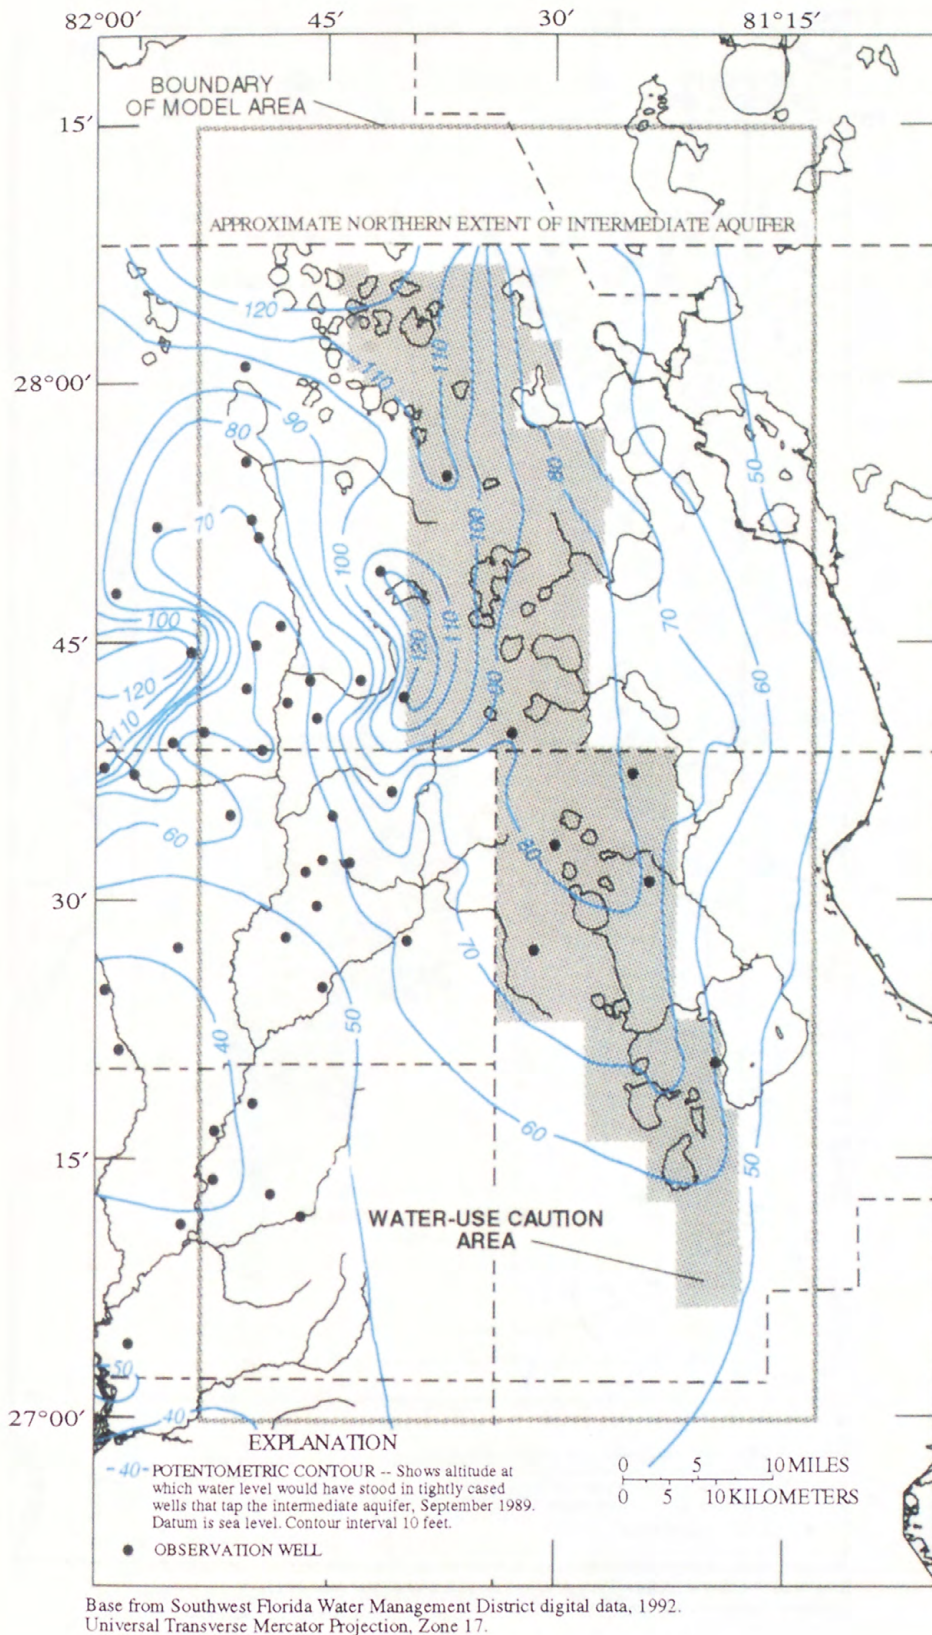 82°00′ 45′ 30′ 81°15′
BOUNDARY
OF MODEL AREA
15′
APPROXIMATE NORTHERN EXTENT OF INTERMEDIATE AQUIFER
120
110
110
28°00′
90
80
80
50
70
100
100
70
100
110
45′
120
90
60
120
110
60
80
30′
70
50
40
60
15′
50
WATER-USE CAUTION
AREA
50
27°00′
40
EXPLANATION
-40- POTENTOMETRIC CONTOUR -- Shows altitude at
which water level would have stood in tightly cased
wells that tap the intermediate aquifer, September 1989.
Datum is sea level. Contour interval 10 feet.
OBSERVATION WELL
0 5 10 MILES
0 5 10 KILOMETERS
Base from Southwest Florida Water Management District digital data, 1992.
Universal Transverse Mercator Projection, Zone 17.